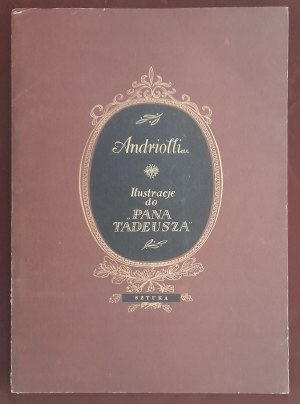 Andriolli
Ilustracje
do
„PANA
TADEUSZA"
SZTUKA